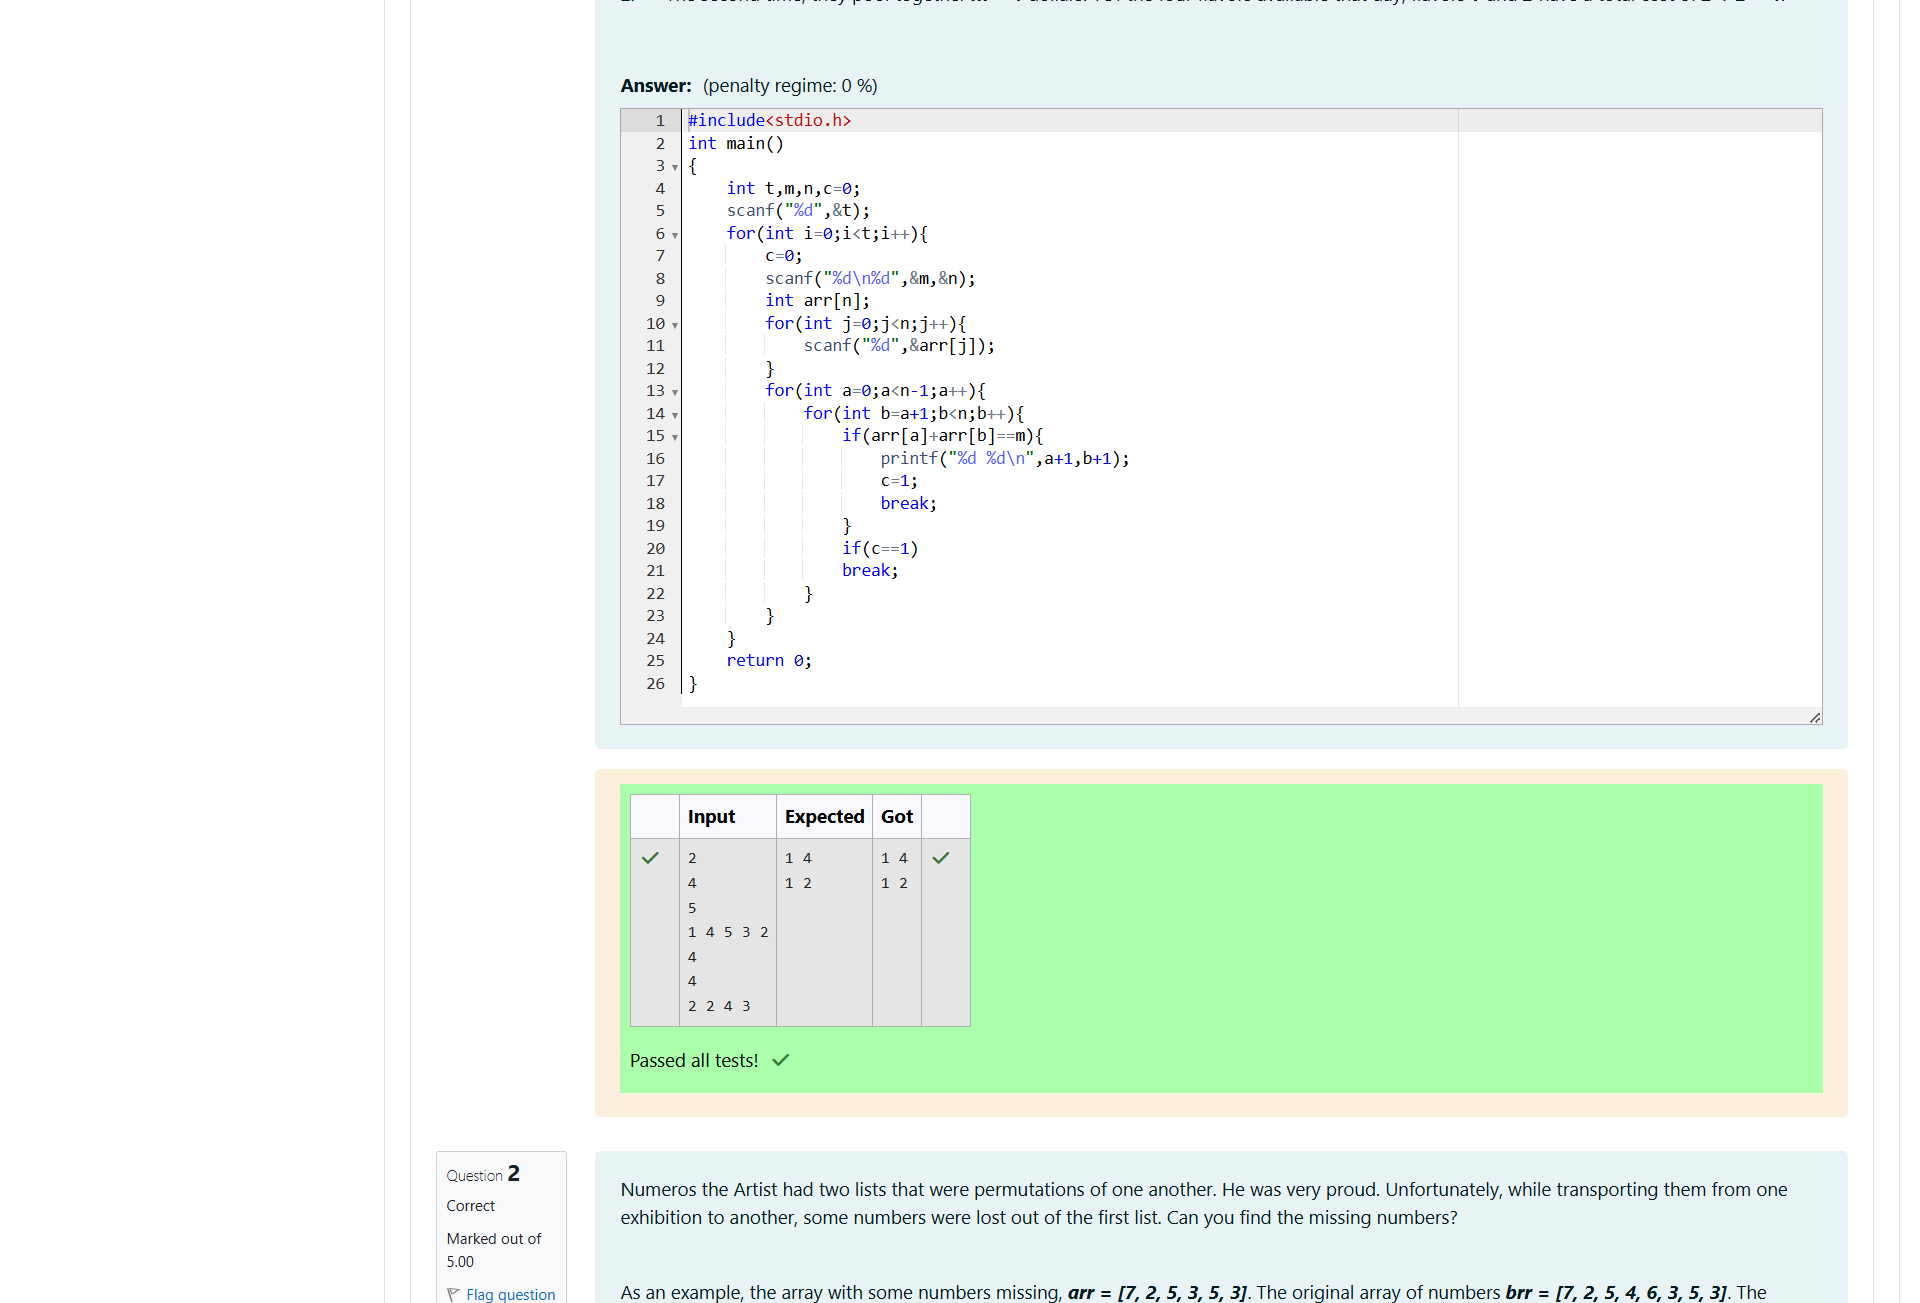 Answer: (penalty regime: 0 %)
1 #include<stdio.h>
2 int main()
3 {
4     int t,m,n,c=0;
5     scanf("%d",&t);
6     for(int i=0;i<t;i++){
7         c=0;
8         scanf("%d\n%d",&m,&n);
9         int arr[n];
10         for(int j=0;j<n;j++){
11             scanf("%d",&arr[j]);
12         }
13         for(int a=0;a<n-1;a++){
14             for(int b=a+1;b<n;b++){
15                 if(arr[a]+arr[b]==m){
16                     printf("%d %d\n",a+1,b+1);
17                     c=1;
18                     break;
19                 }
20                 if(c==1)
21                 break;
22             }
23         }
24     }
25     return 0;
26 }
Input Expected Got
2 1 4 1 4
4 1 2 1 2
5
1 4 5 3 2
4
4
2 2 4 3
Passed all tests!
Question 2
Correct
Marked out of
5.00
Flag question
Numeros the Artist had two lists that were permutations of one another. He was very proud. Unfortunately, while transporting them from one
exhibition to another, some numbers were lost out of the first list. Can you find the missing numbers?
As an example, the array with some numbers missing, arr = [7, 2, 5, 3, 5, 3]. The original array of numbers brr = [7, 2, 5, 4, 6, 3, 5, 3]. The